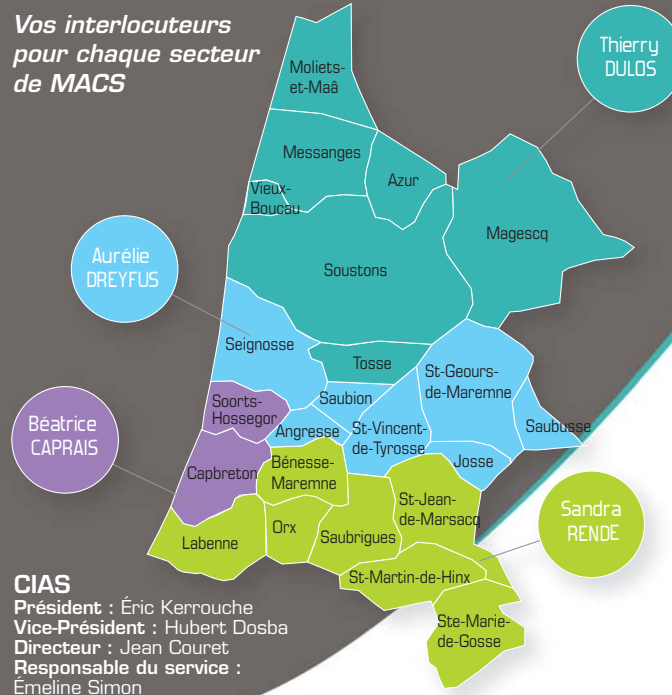 Vos interlocuteurs
pour chaque secteur
de MACS
Thierry
DULOS
Moliets-
et-Maâ
Messanges
Azur
Vieux-
Boucau
Magescq
Soustons
Aurélie
DREYFUS
Seignosse
Tosse
St-Geours-
de-Maremne
Saubion
Soorts-
Hossegor
Angresse
St-Vincent-
de-Tyrosse
Saubusse
Béatrice
CAPRAIS
Capbreton
Bénesse-
Maremne
Josse
St-Jean-
de-Marsacq
Sandra
RENDE
Labenne
Orx
Saubrigues
St-Martin-de-Hinx
Ste-Marie-
de-Gosse
CIAS
Président : Éric Kerrouche
Vice-Président : Hubert Dosba
Directeur : Jean Couret
Responsable du service :
Émeline Simon